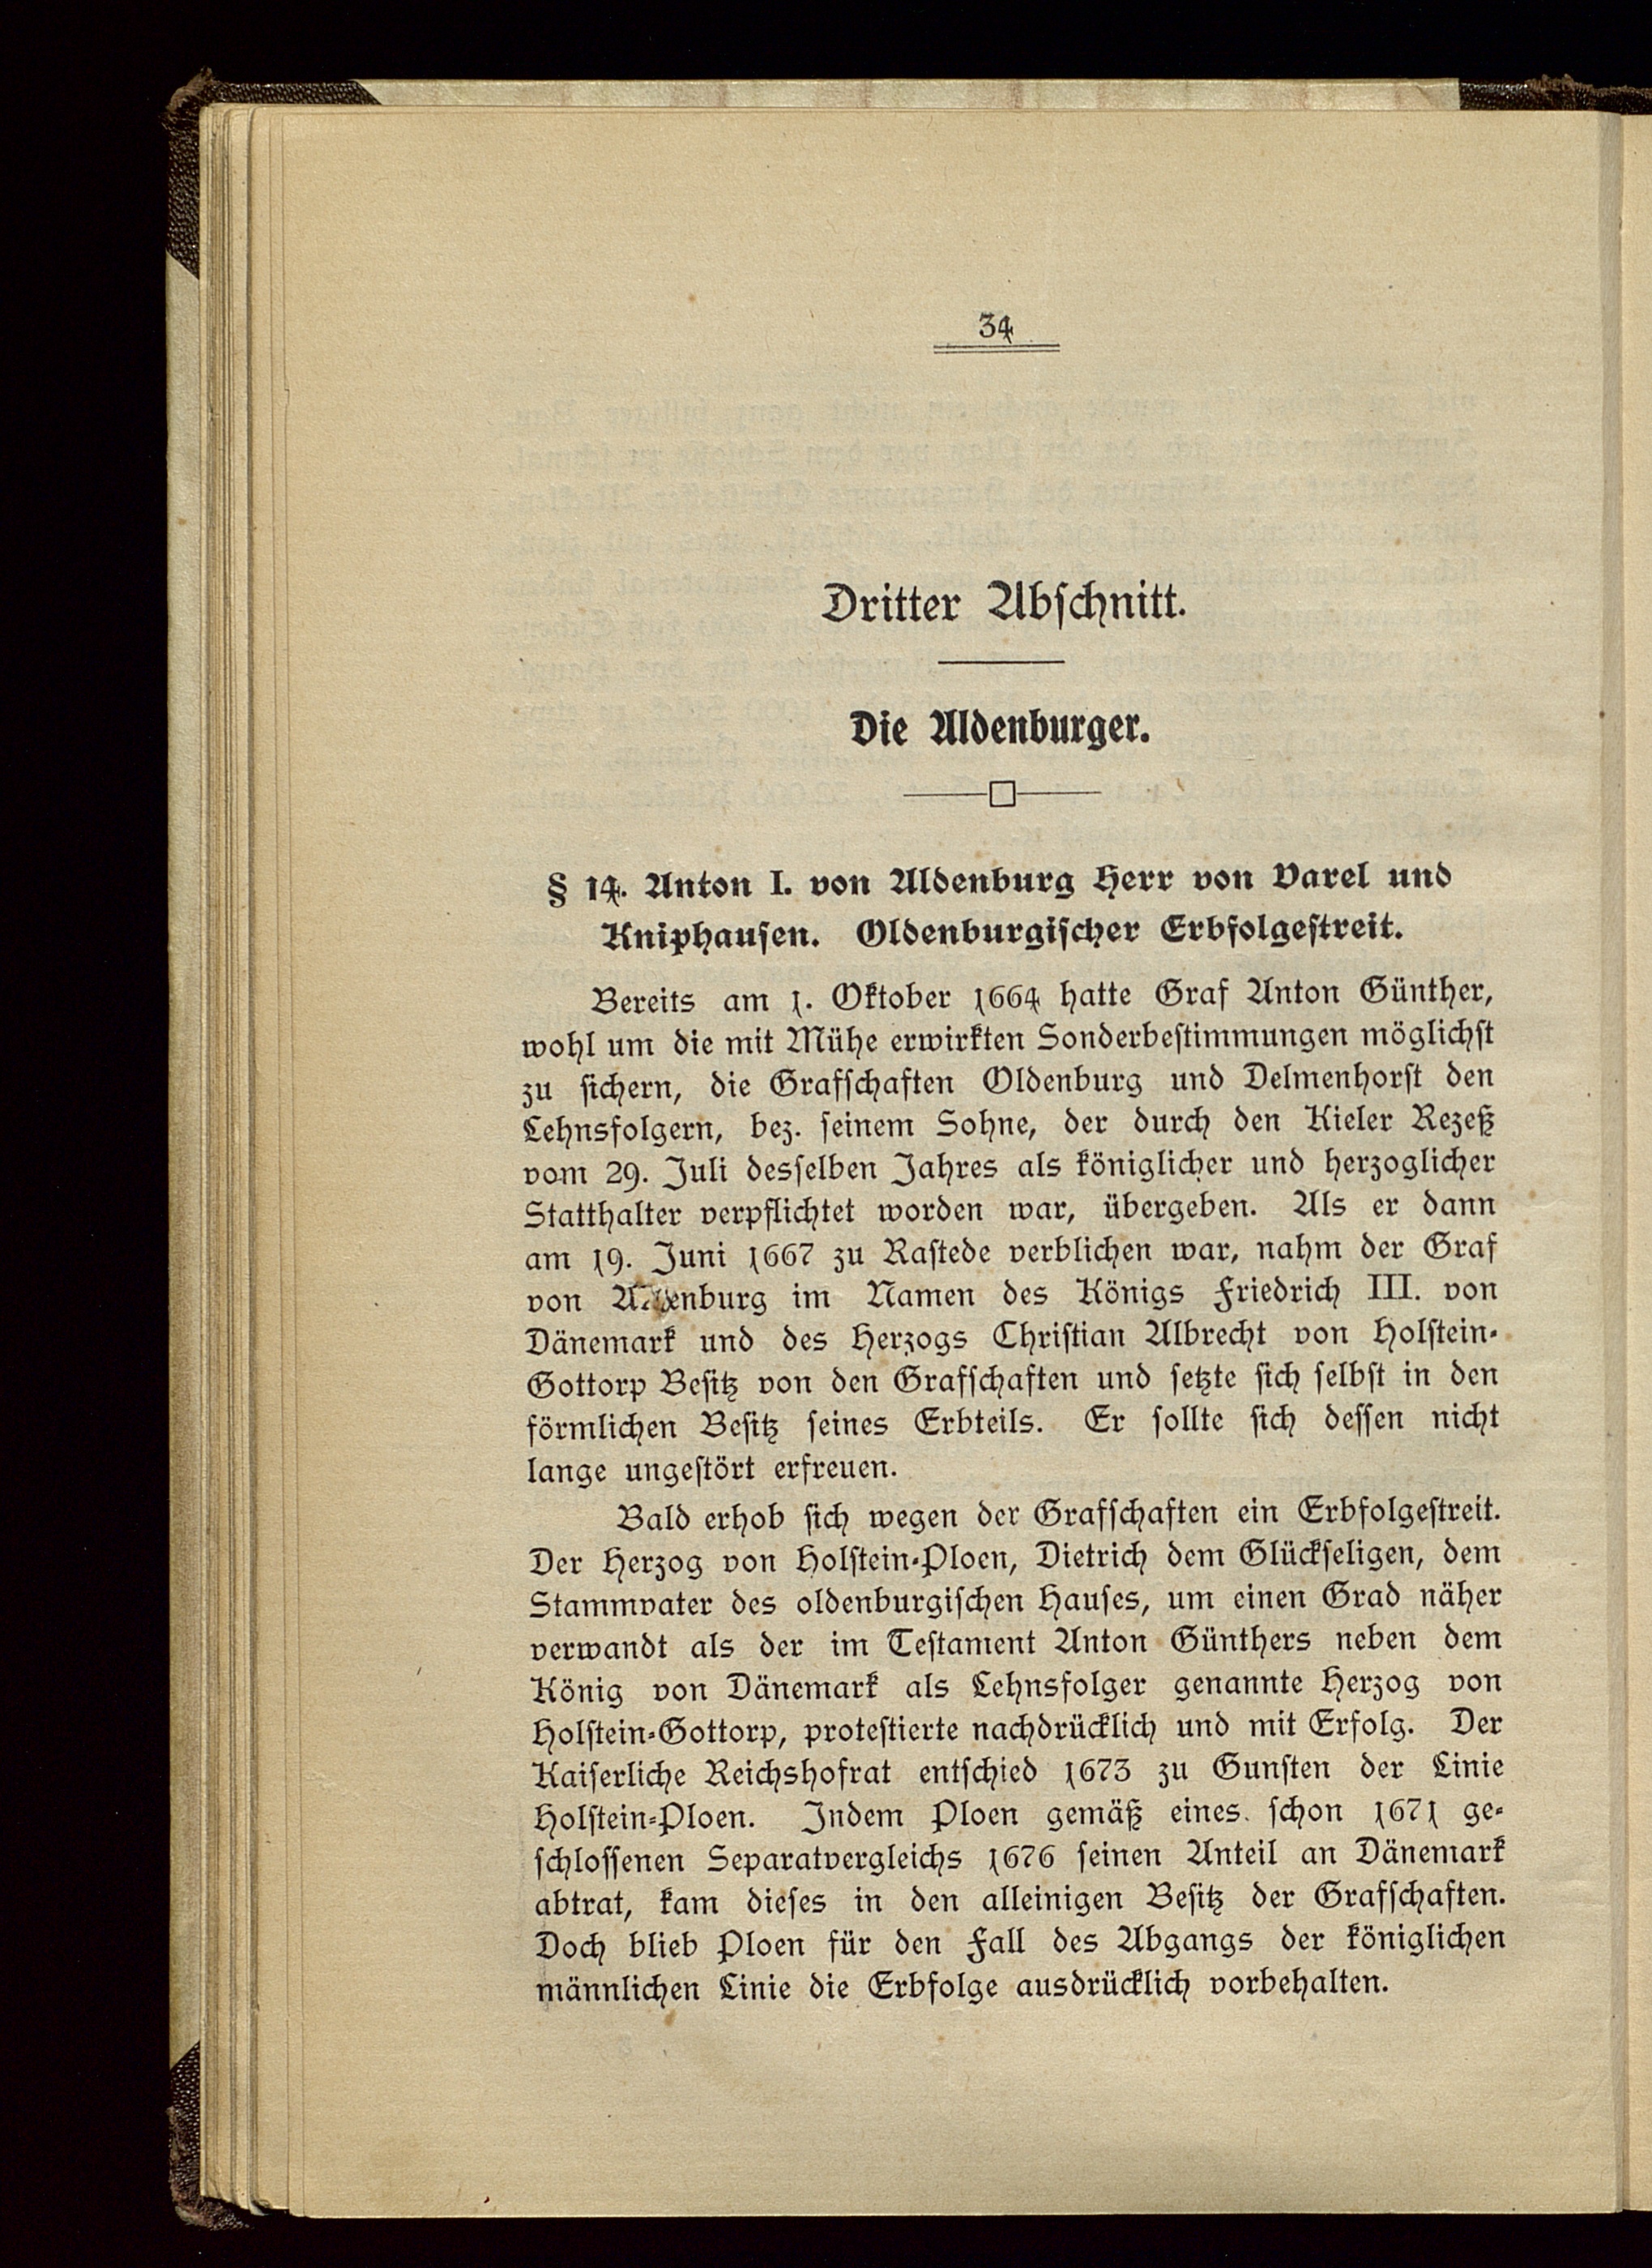 34
Dritter Abschnitt.
Die Aldenburger.
§ 14. Anton I. von Aldenburg Herr von Varel und
Kniphausen. Oldenburgischer Erbfolgestreit.
Bereits am 1. Oktober 1664 hatte Graf Anton Günther,
wohl um die mit Mühe erwirkten Sonderbestimmungen möglichst
zu sichern, die Grafschaften Oldenburg und Delmenhorst den
Lehnsfolgern, bez. seinem Sohne, der durch den Kieler Rezeß
vom 29. Juli desselben Jahres als königlicher und herzoglicher
Statthalter verpflichtet worden war, übergeben. Als er dann
am 19. Juni 1667 zu Rastede verblichen war, nahm der Graf
von Aldenburg im Namen des Königs Friedrich III. von
Dänemark und des Herzogs Christian Albrecht von Holstein-
Gottorp Besitz von den Grafschaften und setzte sich selbst in den
förmlichen Besitz seines Erbteils. Er sollte sich dessen nicht
lange ungestört erfreuen.
Bald erhob sich wegen der Grafschaften ein Erbfolgestreit.
Der Herzog von Holstein-Ploen, Dietrich dem Glückseligen, dem
Stammvater des oldenburgischen Hauses, um einen Grad näher
verwandt als der im Testament Anton Günthers neben dem
König von Dänemark als Lehnsfolger genannte Herzog von
Holstein-Gottorp, protestierte nachdrücklich und mit Erfolg. Der
Kaiserliche Reichshofrat entschied 1673 zu Gunsten der Linie
Holstein-Ploen. Indem Ploen gemäß eines schon 1671 ge-
schlossenen Separatvergleichs 1676 seinen Anteil an Dänemark
abtrat, kam dieses in den alleinigen Besitz der Grafschaften.
Doch blieb Ploen für den Fall des Abgangs der königlichen
männlichen Linie die Erbfolge ausdrücklich vorbehalten.